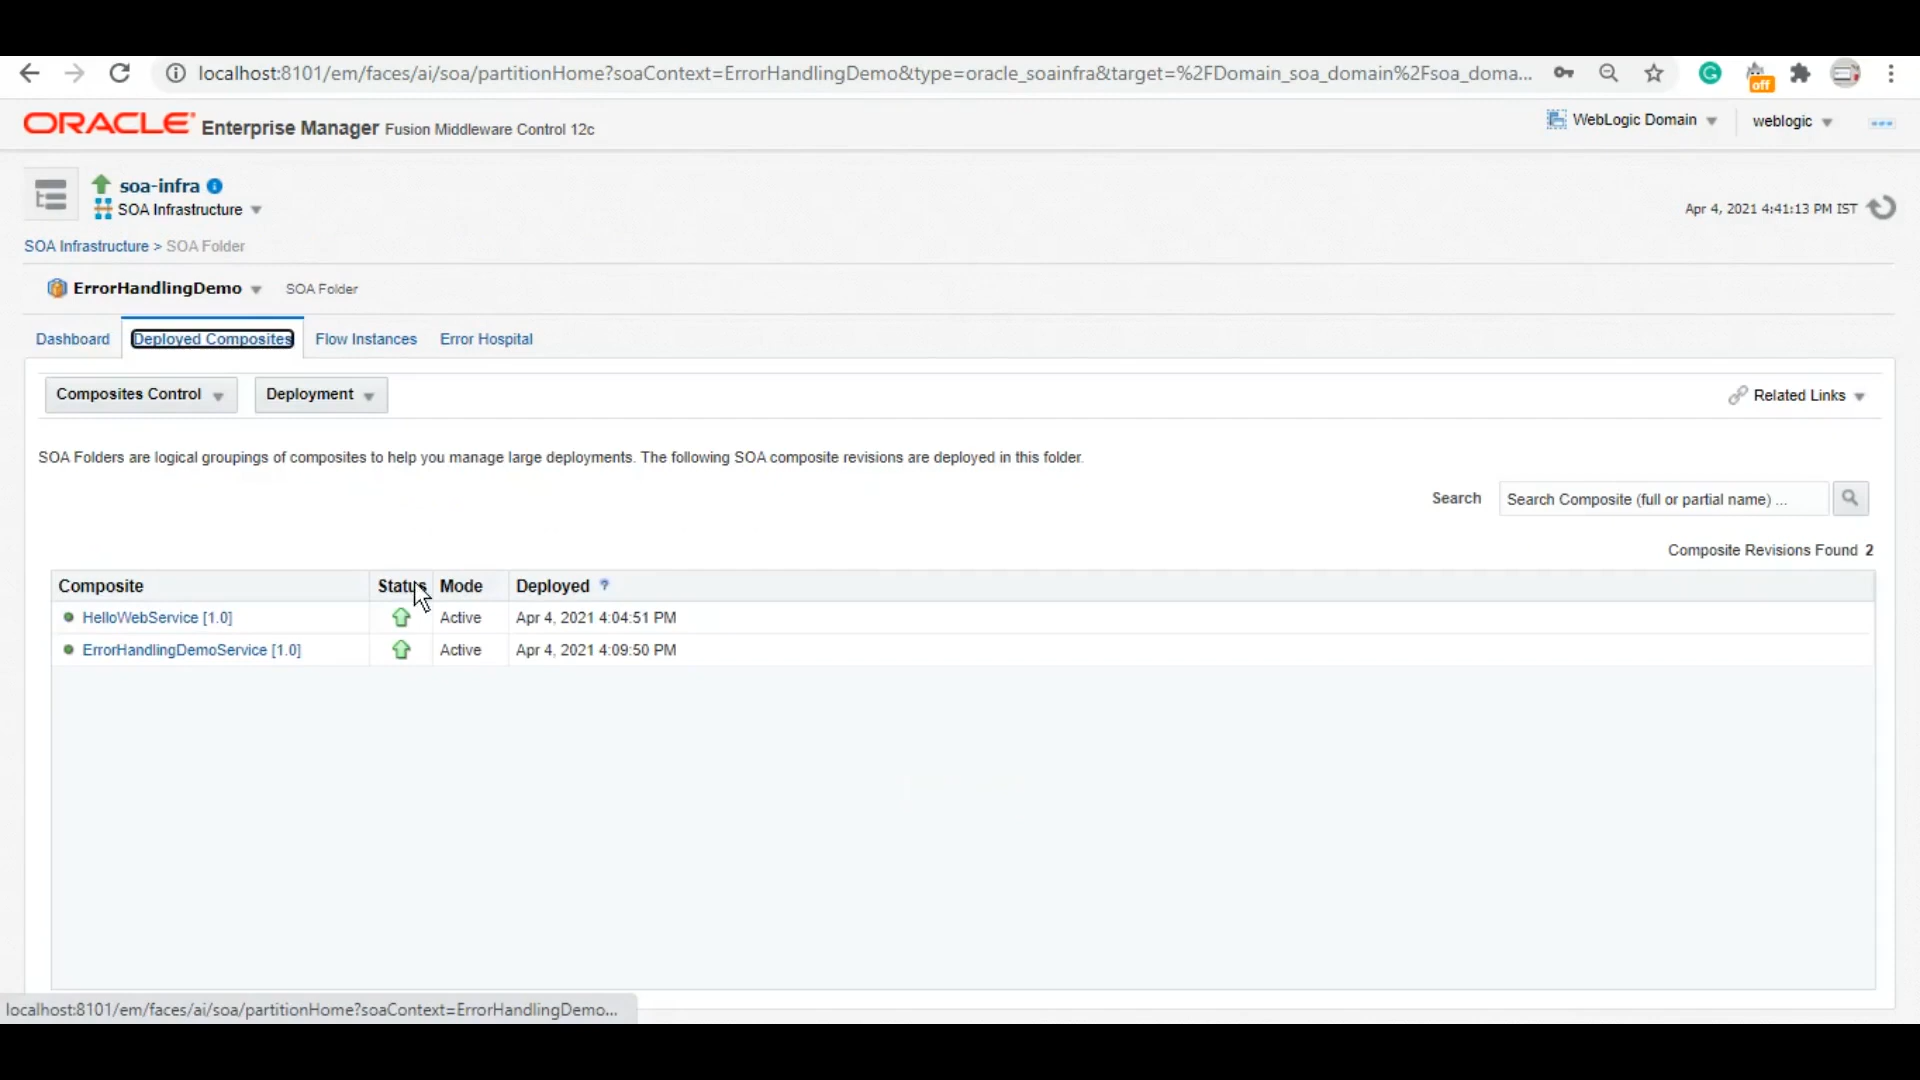 localhost:8101/em/faces/ai/soa/partitionHome?soaContext=ErrorHandlingDemo&type=oracle_soainfra&target=%2FDomain_soa_domain%2Fsoa_doma...
off
ORACLE Enterprise Manager Fusion Middleware Control 12c
WebLogic Domain
weblogic
soa-infra
SOA Infrastructure
Apr 4, 2021 4:41:13 PM IST
SOA Infrastructure > SOA Folder
ErrorHandlingDemo SOA Folder
Dashboard Deployed Composites Flow Instances Error Hospital
Composites Control Deployment Related Links
SOA Folders are logical groupings of composites to help you manage large deployments. The following SOA composite revisions are deployed in this folder.
Search Search Composite (full or partial name) ...
Composite Revisions Found 2
Composite Status Mode Deployed ?
HelloWebService [1.0] Active Apr 4, 2021 4:04:51 PM
ErrorHandlingDemoService [1.0] Active Apr 4, 2021 4:09:50 PM
localhost:8101/em/faces/ai/soa/partitionHome?soaContext=ErrorHandlingDemo...